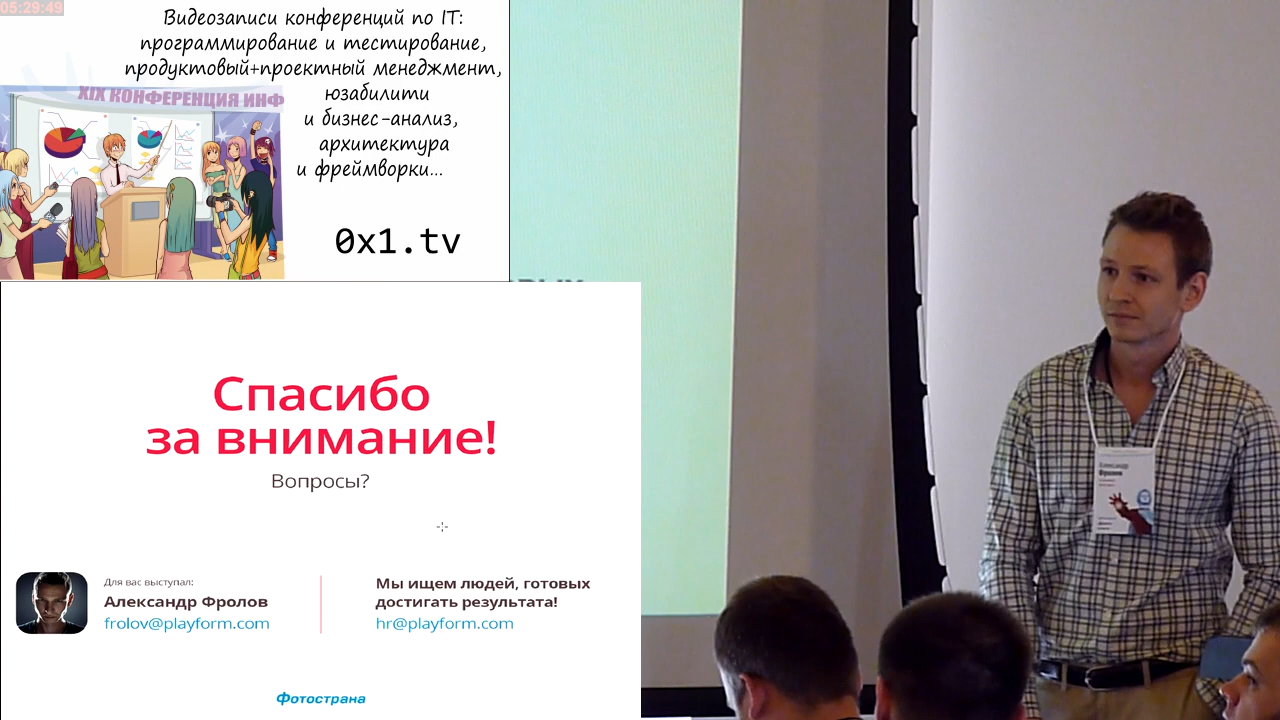 05:29:49
Видеозаписи конференций по IT:
программирование и тестирование,
продуктовый+проектный менеджмент,
юзабилити
и бизнес-анализ,
архитектура
и фреймворки...
XIX КОНФЕРЕНЦИЯ ИНФ
0x1.tv
Спасибо
за внимание!
Вопросы?
Для вас выступал:
Александр Фролов
frolov@playform.com
Мы ищем людей, готовых
достигать результата!
hr@playform.com
Фотострана
Александр
Фролов